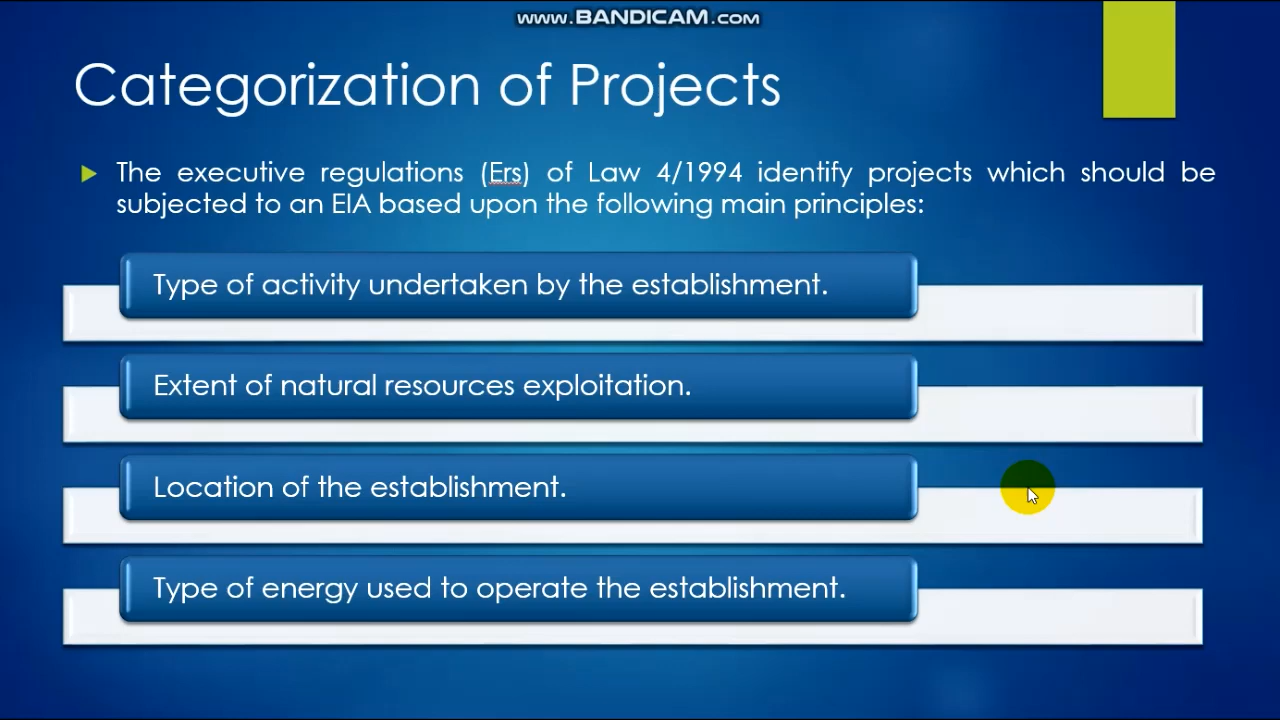 www.BANDICAM.com
Categorization of Projects
The executive regulations (Ers) of Law 4/1994 identify projects which should be
subjected to an EIA based upon the following main principles:
Type of activity undertaken by the establishment.
Extent of natural resources exploitation.
Location of the establishment.
Type of energy used to operate the establishment.